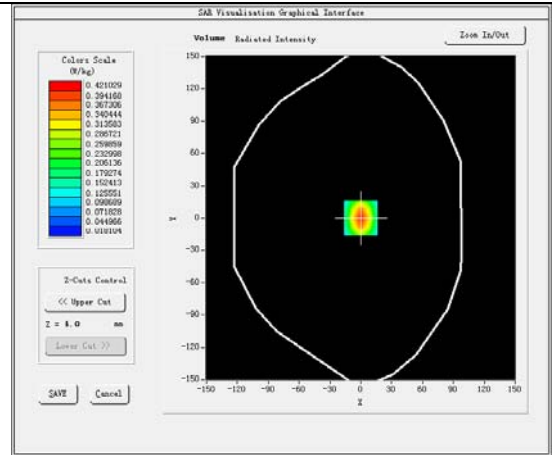 SAR Visualisation Graphical Interface
Volume Radiated Intensity
Zoom In/Out
Colors Scale
(W/kg)
0.421029
0.394168
0.367306
0.340444
0.313583
0.286721
0.259859
0.232998
0.206136
0.179274
0.152413
0.125551
0.098689
0.071828
0.044966
0.018104
Z-Cuts Control
<< Upper Cut
Z = 4.0 mm
Lower Cut >>
SAVE
Cancel
150
120
90
60
30
0
-30
-60
-90
-120
-150
Y
-150 -120 -90 -60 -30 0 30 60 90 120 150
X